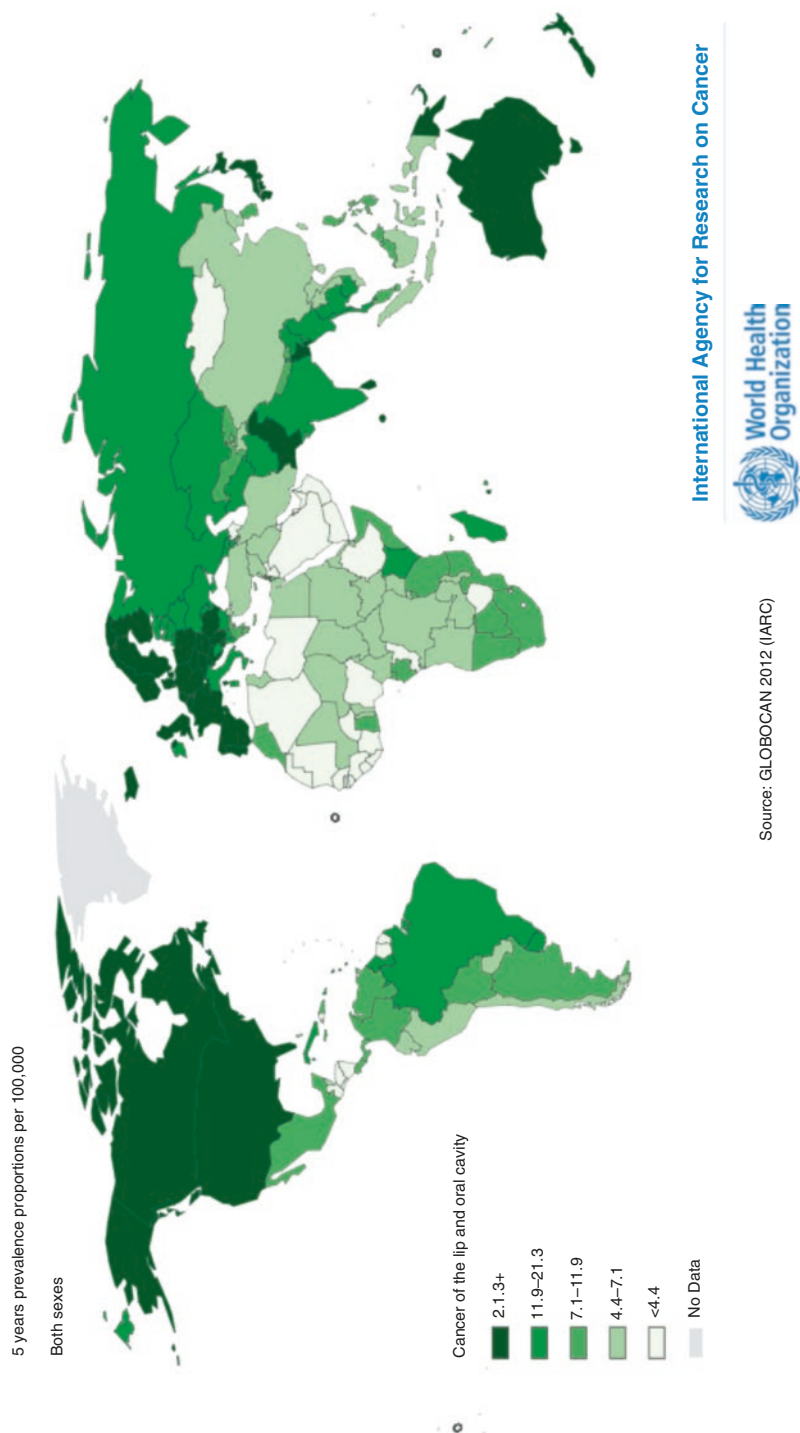 5 years prevalence proportions per 100,000
Both sexes
Cancer of the lip and oral cavity
2.1.3+
11.9–21.3
7.1–11.9
4.4–7.1
<4.4
No Data
Source: GLOBOCAN 2012 (IARC)
International Agency for Research on Cancer
World Health
Organization